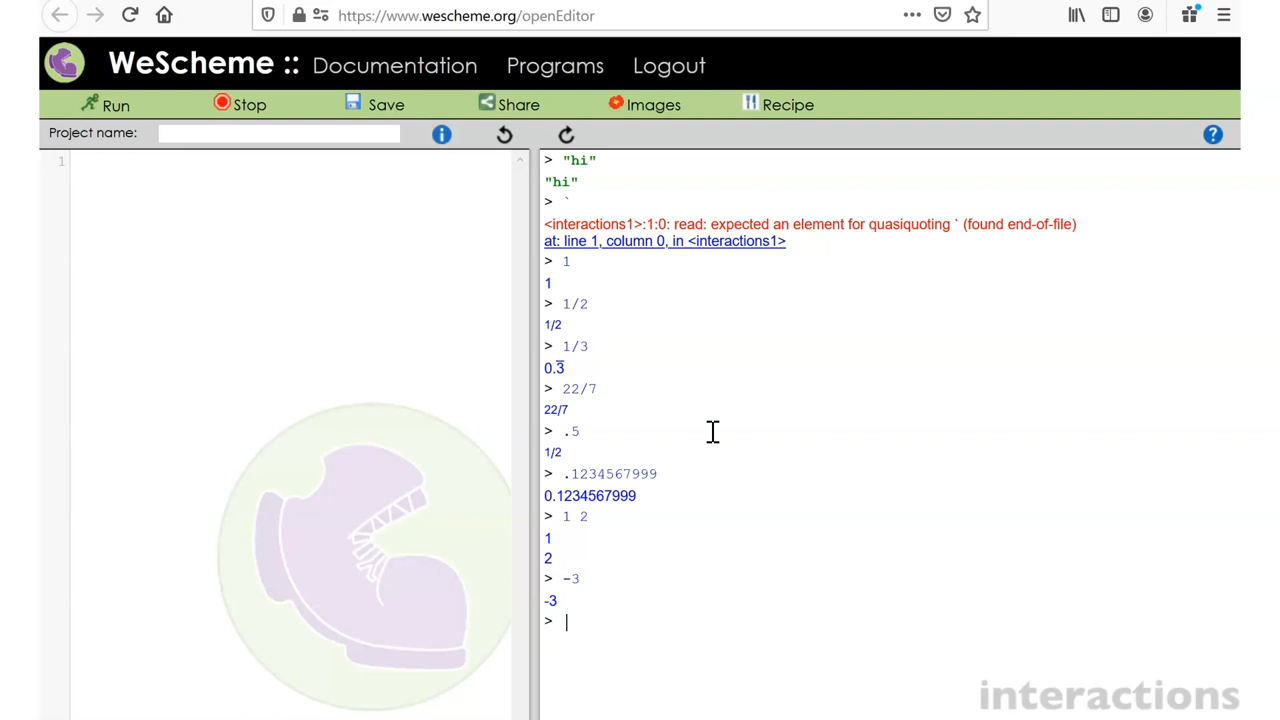 https://www.wescheme.org/openEditor
WeScheme :: Documentation Programs Logout
Run Stop Save Share Images Recipe
Project name:
1
> "hi"
"hi"
> `
<interactions1>:1:0: read: expected an element for quasiquoting ` (found end-of-file)
at: line 1, column 0, in <interactions1>
> 1
1
> 1/2
1/2
> 1/3
0.3̅
> 22/7
22/7
> .5
1/2
> .1234567999
0.1234567999
> 1 2
1
2
> -3
-3
>
interactions